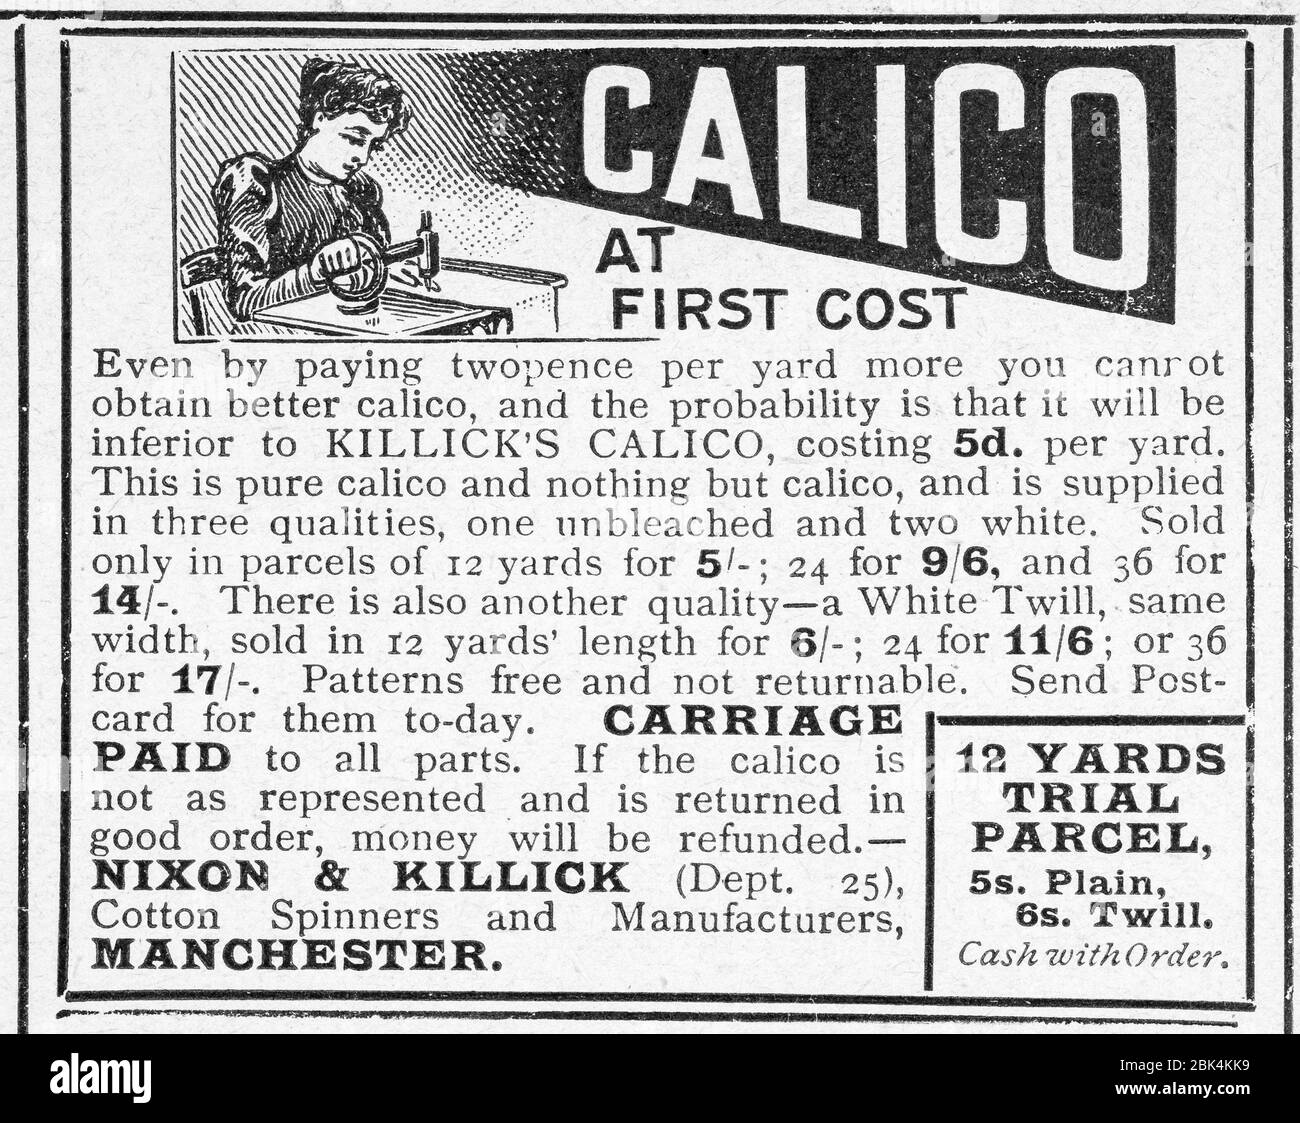 CALICO
AT
FIRST COST
Even by paying twopence per yard more you cannot
obtain better calico, and the probability is that it will be
inferior to KILLICK'S CALICO, costing 5d. per yard.
This is pure calico and nothing but calico, and is supplied
in three qualities, one unbleached and two white. Sold
only in parcels of 12 yards for 5/-; 24 for 9/6, and 36 for
14/-. There is also another quality—a White Twill, same
width, sold in 12 yards' length for 6/-; 24 for 11/6; or 36
for 17/-. Patterns free and not returnable. Send Post-
card for them to-day. CARRIAGE
PAID to all parts. If the calico is
not as represented and is returned in
good order, money will be refunded.—
NIXON & KILLICK (Dept. 25),
Cotton Spinners and Manufacturers,
MANCHESTER.
12 YARDS
TRIAL
PARCEL,
5s. Plain,
6s. Twill.
Cash with Order.
alamy
Image ID: 2BK4KK9
www.alamy.com